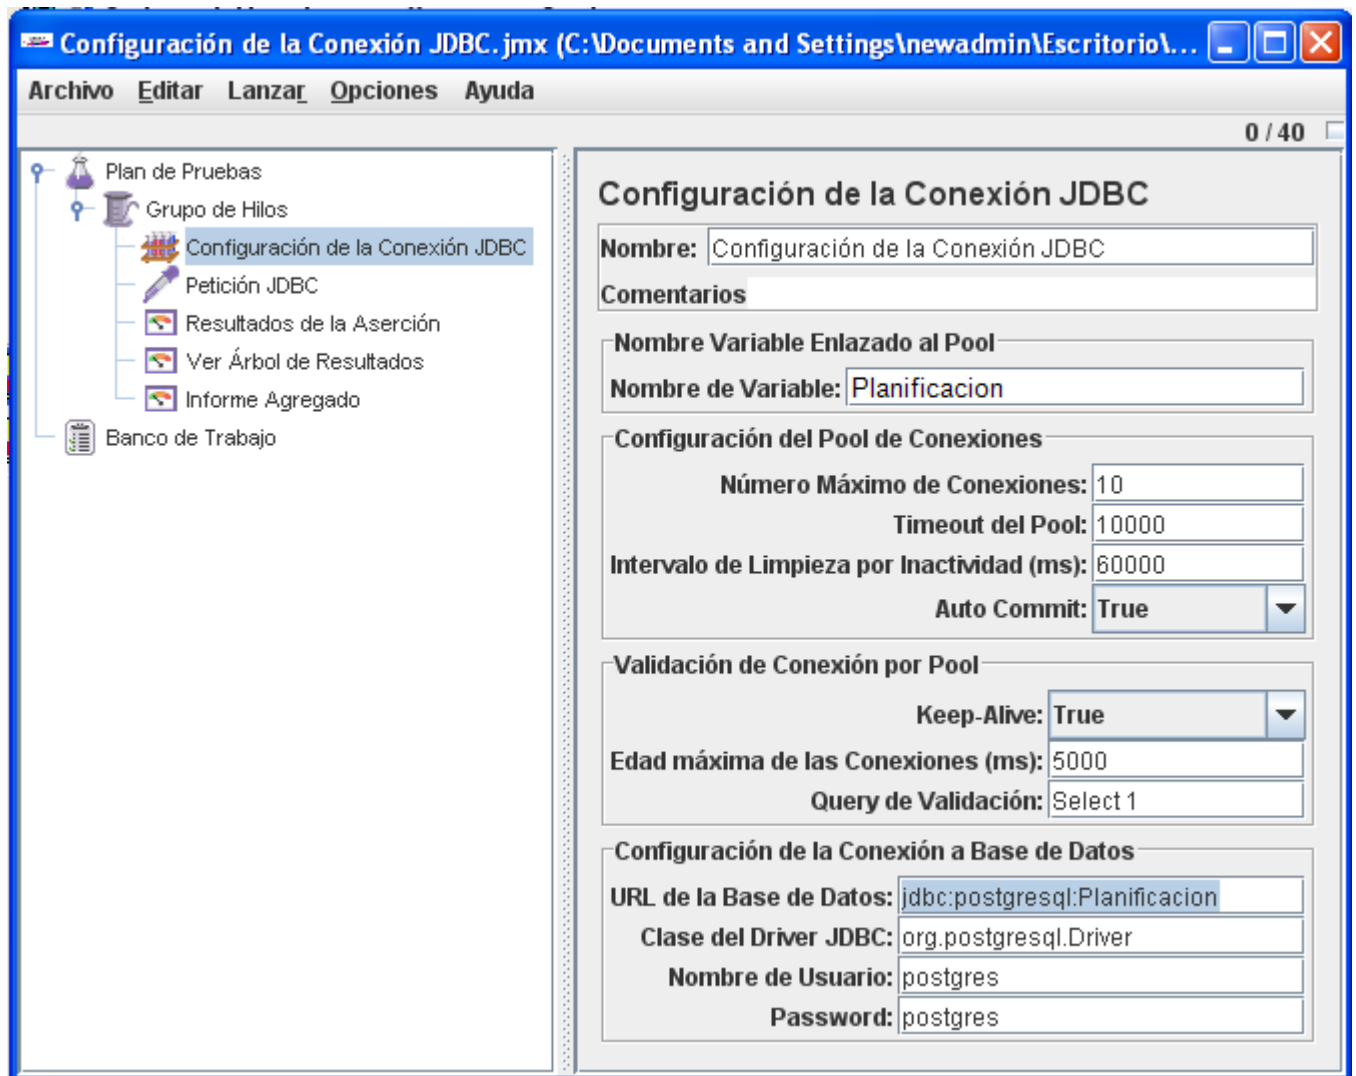 Configuración de la Conexión JDBC.jmx (C:\Documents and Settings\newadmin\Escritorio\...
Archivo Editar Lanzar Opciones Ayuda
0 / 40
Plan de Pruebas
Grupo de Hilos
Configuración de la Conexión JDBC
Petición JDBC
Resultados de la Aserción
Ver Árbol de Resultados
Informe Agregado
Banco de Trabajo
Configuración de la Conexión JDBC
Nombre: Configuración de la Conexión JDBC
Comentarios
Nombre Variable Enlazado al Pool
Nombre de Variable: Planificacion
Configuración del Pool de Conexiones
Número Máximo de Conexiones: 10
Timeout del Pool: 10000
Intervalo de Limpieza por Inactividad (ms): 60000
Auto Commit: True
Validación de Conexión por Pool
Keep-Alive: True
Edad máxima de las Conexiones (ms): 5000
Query de Validación: Select 1
Configuración de la Conexión a Base de Datos
URL de la Base de Datos: jdbc:postgresql:Planificacion
Clase del Driver JDBC: org.postgresql.Driver
Nombre de Usuario: postgres
Password: postgres